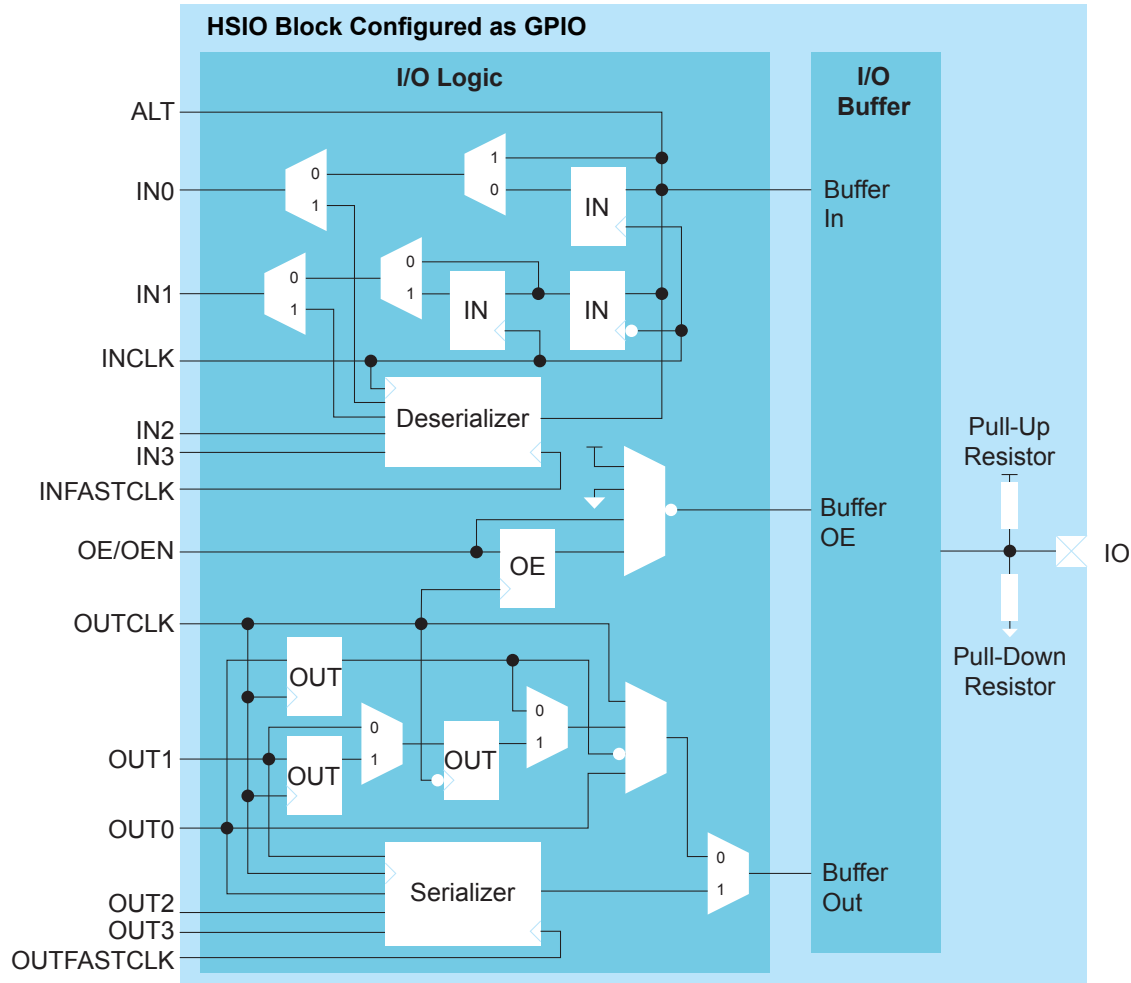 HSIO Block Configured as GPIO
I/O Logic
I/O
Buffer
ALT
1
0
0
IN0
1
IN
Buffer
In
0
0
IN1
1
1
IN
IN
INCLK
Deserializer
IN2
IN3
INFASTCLK
Pull-Up
Resistor
Buffer
OE
OE/OEN
OE
IO
OUTCLK
OUT
Pull-Down
Resistor
0
0
1
OUT1
1
OUT
OUT
OUT0
0
1
Serializer
Buffer
Out
OUT2
OUT3
OUTFASTCLK